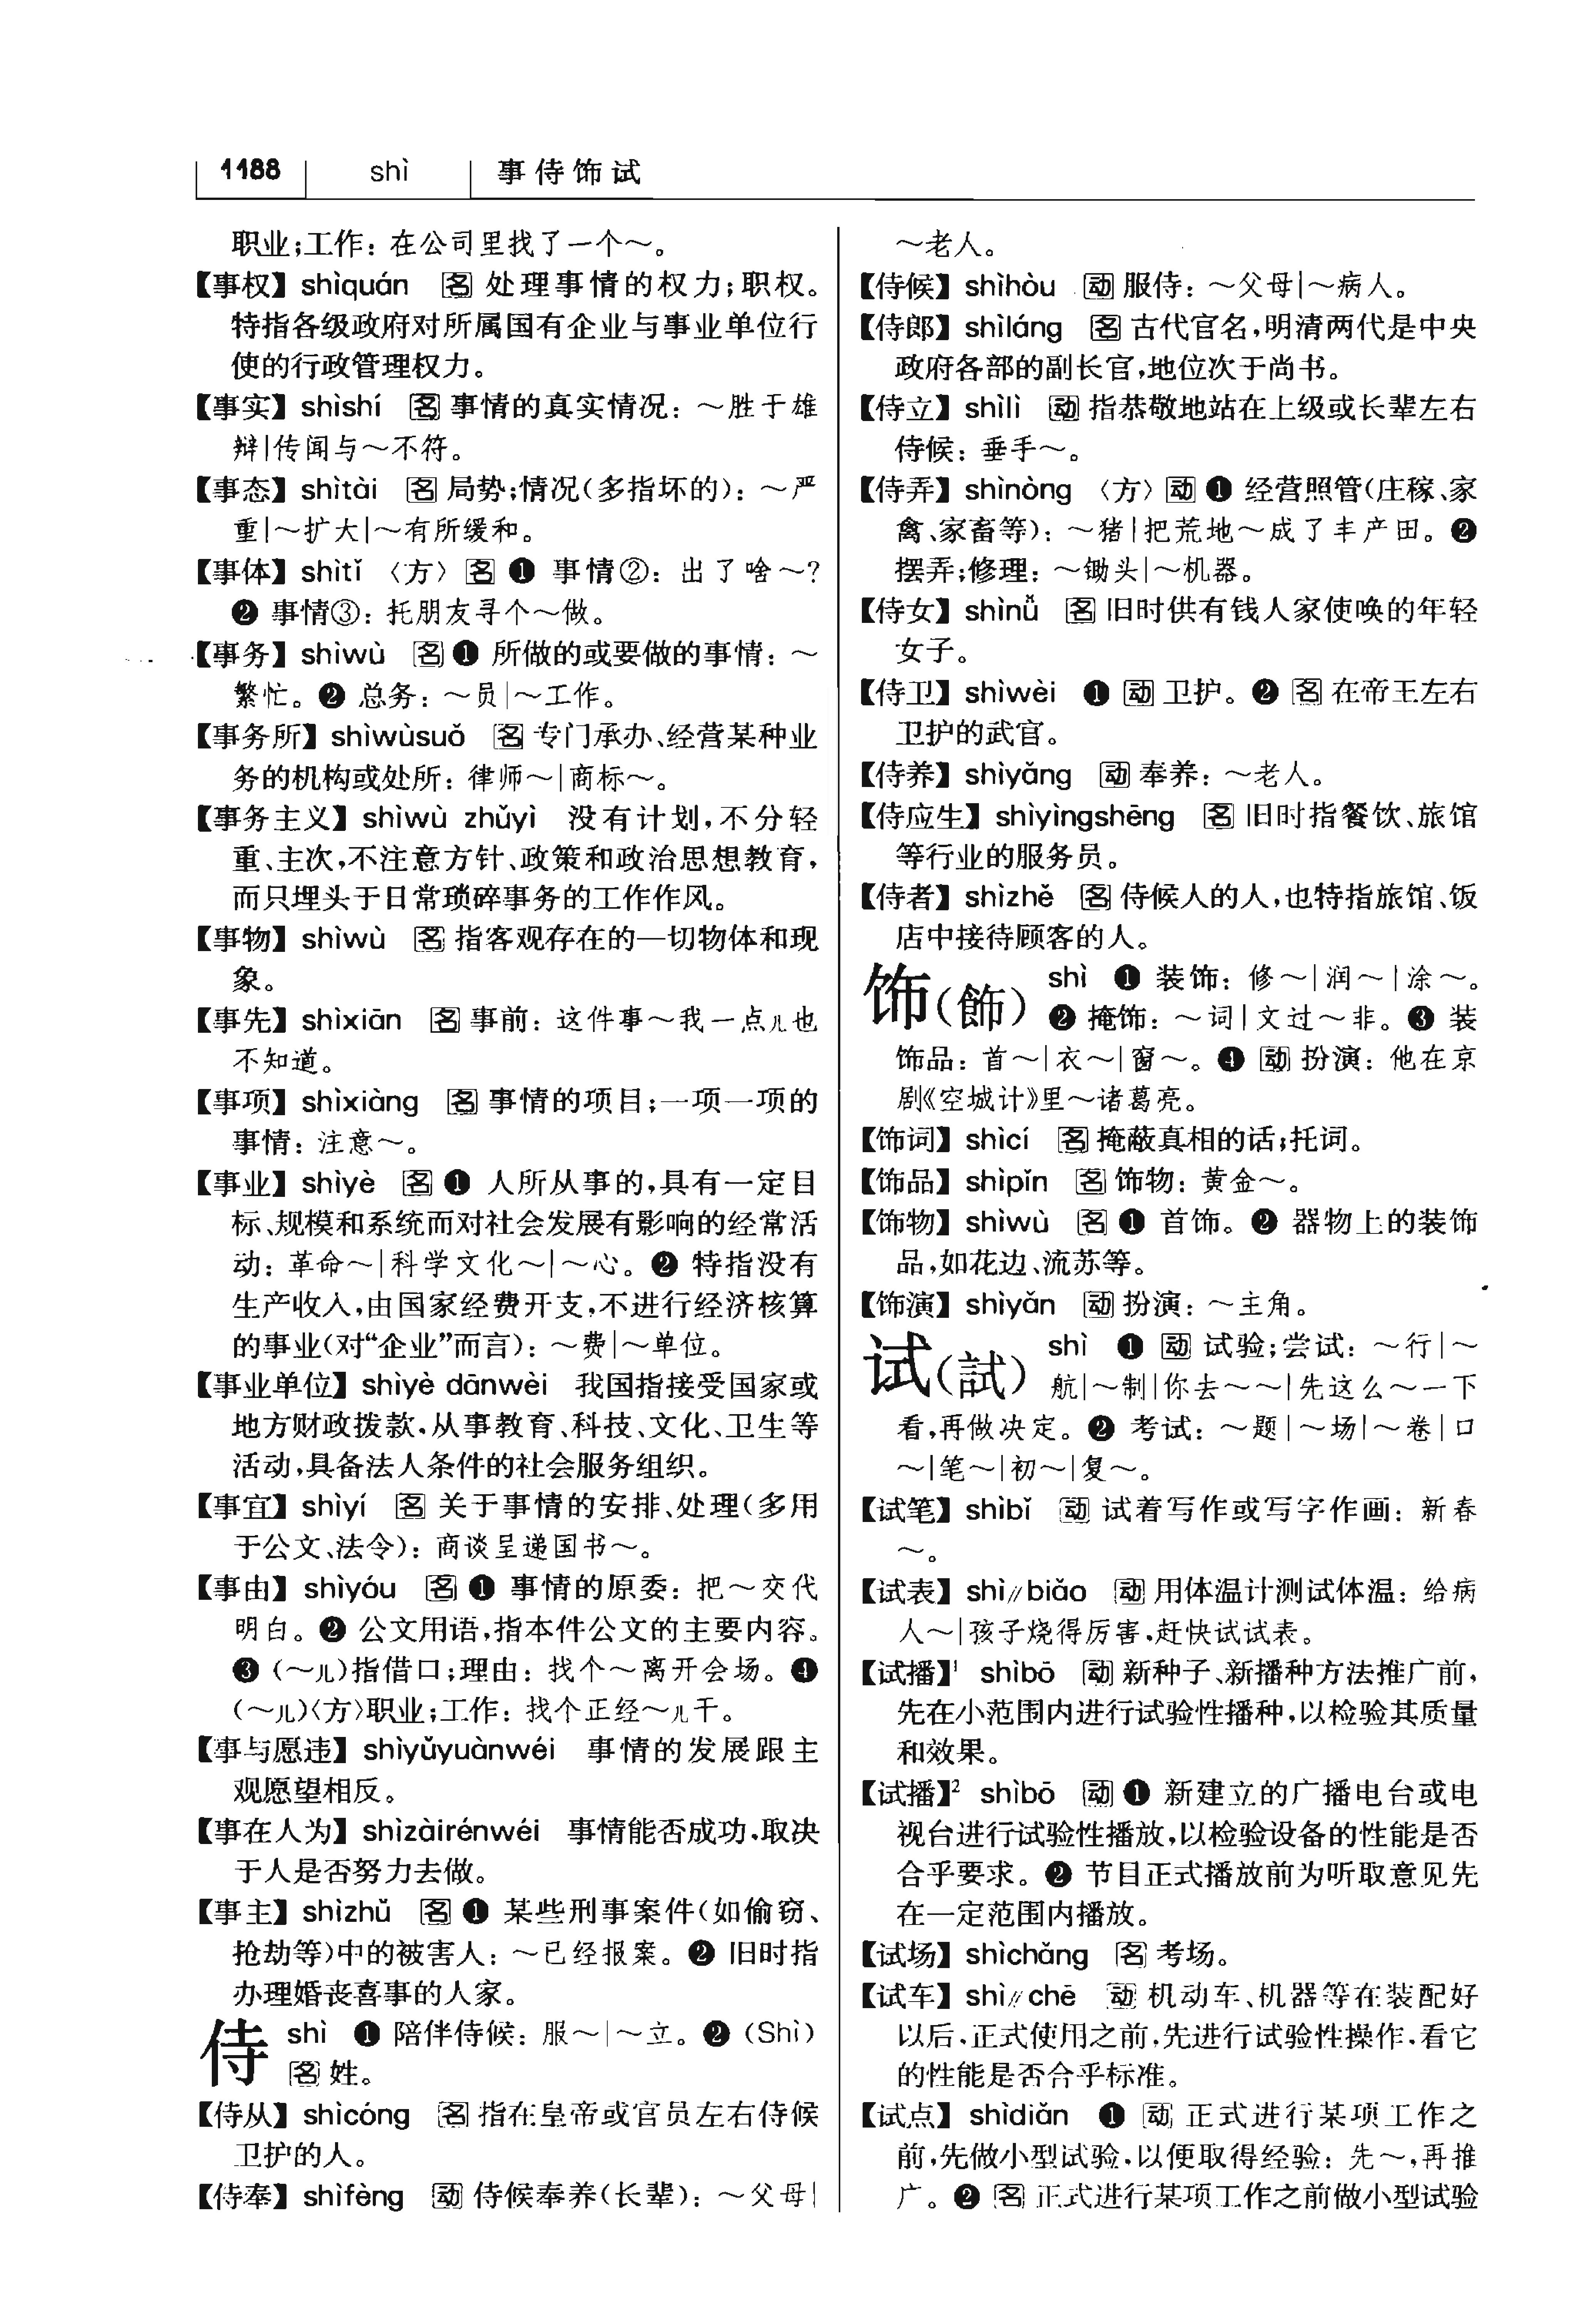 1188 shì 事侍饰试
职业;工作：在公司里找了一个～。
【事权】shìquán 名 处理事情的权力;职权。
特指各级政府对所属国有企业与事业单位行
使的行政管理权力。
【事实】shìshí 名 事情的真实情况：～胜于雄
辩|传闻与～不符。
【事态】shìtài 名 局势;情况(多指坏的)：～严
重|～扩大|～有所缓和。
【事体】shìtǐ 〈方〉名 ❶ 事情②：出了啥～?
❷ 事情③：托朋友寻个～做。
【事务】shìwù 名 ❶ 所做的或要做的事情：～
繁忙。❷ 总务：～员|～工作。
【事务所】shìwùsuǒ 名 专门承办、经营某种业
务的机构或处所：律师～|商标～。
【事务主义】shìwù zhǔyì 没有计划,不分轻
重、主次,不注意方针、政策和政治思想教育,
而只埋头于日常琐碎事务的工作作风。
【事物】shìwù 名 指客观存在的一切物体和现
象。
【事先】shìxiān 名 事前：这件事～我一点儿也
不知道。
【事项】shìxiàng 名 事情的项目;一项一项的
事情：注意～。
【事业】shìyè 名 ❶ 人所从事的,具有一定目
标、规模和系统而对社会发展有影响的经常活
动：革命～|科学文化～|～心。❷ 特指没有
生产收入,由国家经费开支,不进行经济核算
的事业(对“企业”而言)：～费|～单位。
【事业单位】shìyè dānwèi 我国指接受国家或
地方财政拨款,从事教育、科技、文化、卫生等
活动,具备法人条件的社会服务组织。
【事宜】shìyí 名 关于事情的安排、处理(多用
于公文、法令)：商谈呈递国书～。
【事由】shìyóu 名 ❶ 事情的原委：把～交代
明白。❷ 公文用语,指本件公文的主要内容。
❸ (～儿)指借口;理由：找个～离开会场。❹
(～儿)〈方〉职业;工作：找个正经～儿干。
【事与愿违】shìyǔyuànwéi 事情的发展跟主
观愿望相反。
【事在人为】shìzàirénwéi 事情能否成功,取决
于人是否努力去做。
【事主】shìzhǔ 名 ❶ 某些刑事案件(如偷窃、
抢劫等)中的被害人：～已经报案。❷ 旧时指
办理婚丧喜事的人家。
侍 shì ❶ 陪伴侍候：服～|～立。❷ (Shì)
名 姓。
【侍从】shìcóng 名 指在皇帝或官员左右侍候
卫护的人。
【侍奉】shìfèng 动 侍候奉养(长辈)：～父母|
～老人。
【侍候】shìhòu 动 服侍：～父母|～病人。
【侍郎】shìláng 名 古代官名,明清两代是中央
政府各部的副长官,地位次于尚书。
【侍立】shìlì 动 指恭敬地站在上级或长辈左右
侍候：垂手～。
【侍弄】shìnòng 〈方〉动 ❶ 经营照管(庄稼、家
禽、家畜等)：～猪|把荒地～成了丰产田。❷
摆弄;修理：～锄头|～机器。
【侍女】shìnǚ 名 旧时供有钱人家使唤的年轻
女子。
【侍卫】shìwèi ❶ 动 卫护。❷ 名 在帝王左右
卫护的武官。
【侍养】shìyǎng 动 奉养：～老人。
【侍应生】shìyìngshēng 名 旧时指餐饮、旅馆
等行业的服务员。
【侍者】shìzhě 名 侍候人的人,也特指旅馆、饭
店中接待顾客的人。
饰(飾) shì ❶ 装饰：修～|润～|涂～。
❷ 掩饰：～词|文过～非。❸ 装
饰品：首～|衣～|窗～。❹ 动 扮演：他在京
剧《空城计》里～诸葛亮。
【饰词】shìcí 名 掩蔽真相的话;托词。
【饰品】shìpǐn 名 饰物：黄金～。
【饰物】shìwù 名 ❶ 首饰。❷ 器物上的装饰
品,如花边、流苏等。
【饰演】shìyǎn 动 扮演：～主角。
试(試) shì ❶ 动 试验;尝试：～行|～
航|～制|你去～～|先这么～一下
看,再做决定。❷ 考试：～题|～场|～卷|口
～|笔～|初～|复～。
【试笔】shìbǐ 动 试着写作或写字作画：新春
～。
【试表】shì∥biǎo 动 用体温计测试体温：给病
人～|孩子烧得厉害,赶快试试表。
【试播】¹ shìbō 动 新种子、新播种方法推广前,
先在小范围内进行试验性播种,以检验其质量
和效果。
【试播】² shìbō 动 ❶ 新建立的广播电台或电
视台进行试验性播放,以检验设备的性能是否
合乎要求。❷ 节目正式播放前为听取意见先
在一定范围内播放。
【试场】shìchǎng 名 考场。
【试车】shì∥chē 动 机动车、机器等在装配好
以后,正式使用之前,先进行试验性操作,看它
的性能是否合乎标准。
【试点】shìdiǎn ❶ 动 正式进行某项工作之
前,先做小型试验,以便取得经验：先～,再推
广。❷ 名 正式进行某项工作之前做小型试验